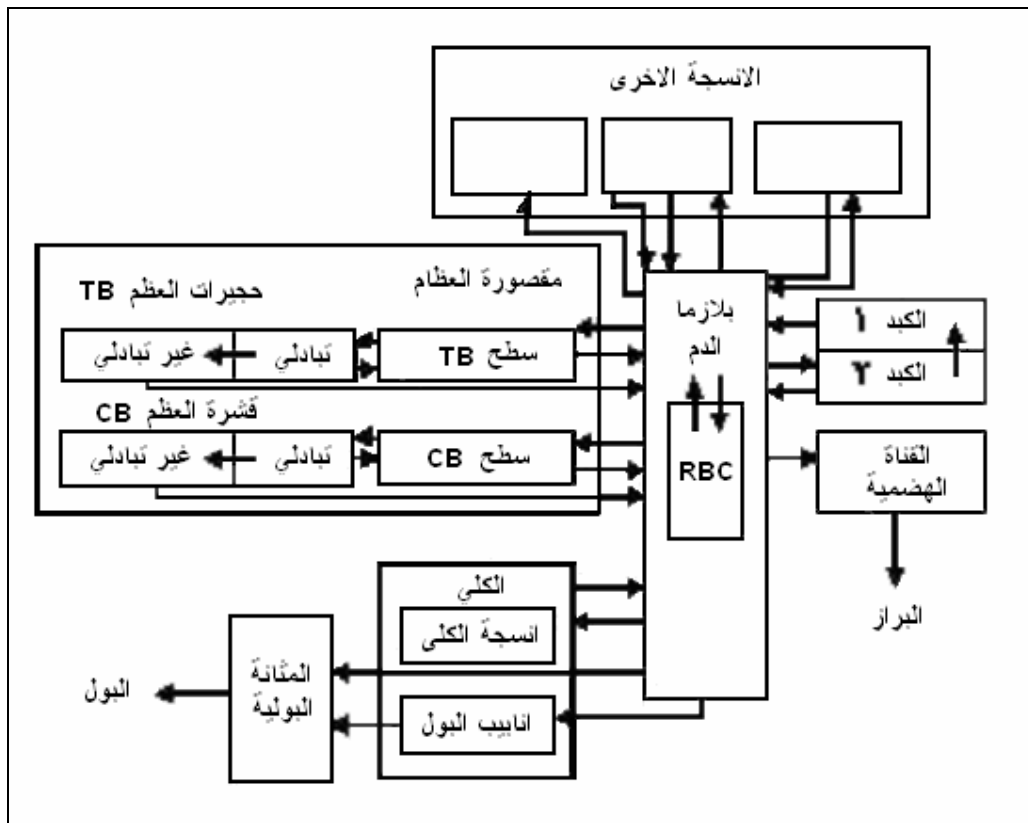 الانسجة الاخرى
مقصورة العظام
حجيرات العظم TB
سطح TB
تبادلي
غير تبادلي
قشرة العظم CB
سطح CB
تبادلي
غير تبادلي
بلازما
الدم
RBC
الكبد ١
الكبد ٢
القناة
الهضمية
البراز
الكلي
انسجة الكلى
انابيب البول
المثانة
البولية
البول